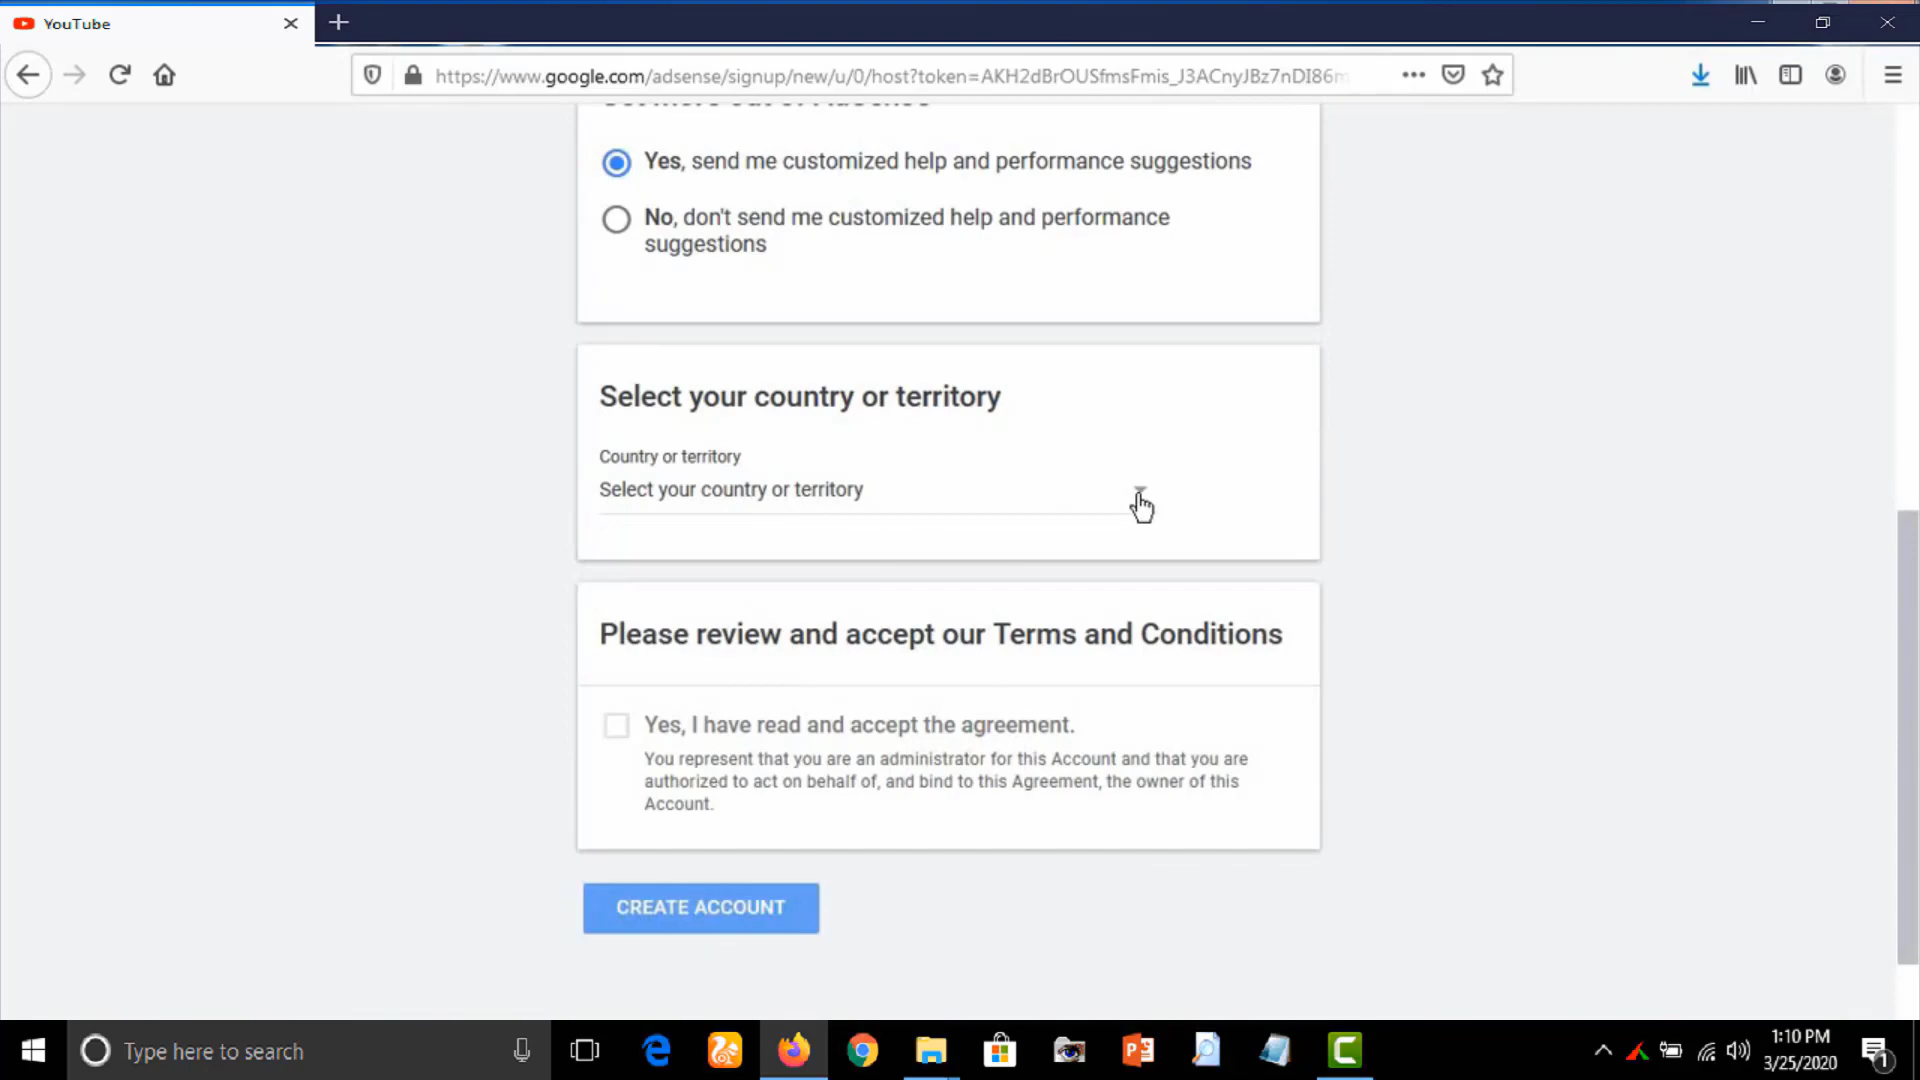 YouTube
https://www.google.com/adsense/signup/new/u/0/host?token=AKH2dBrOUSfmsFmis_J3ACnyJBz7nDI86m
Yes, send me customized help and performance suggestions
No, don't send me customized help and performance
suggestions
Select your country or territory
Country or territory
Select your country or territory
Please review and accept our Terms and Conditions
Yes, I have read and accept the agreement.
You represent that you are an administrator for this Account and that you are
authorized to act on behalf of, and bind to this Agreement, the owner of this
Account.
CREATE ACCOUNT
Type here to search
1:10 PM
3/25/2020
1